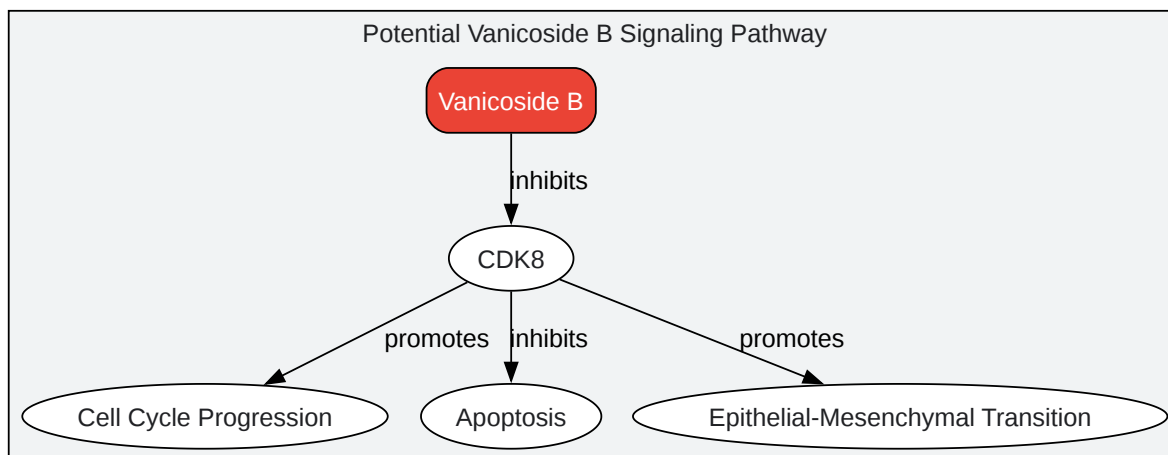 Potential Vanicoside B Signaling Pathway
Vanicoside B
inhibits
CDK8
promotes
inhibits
promotes
Cell Cycle Progression
Apoptosis
Epithelial-Mesenchymal Transition